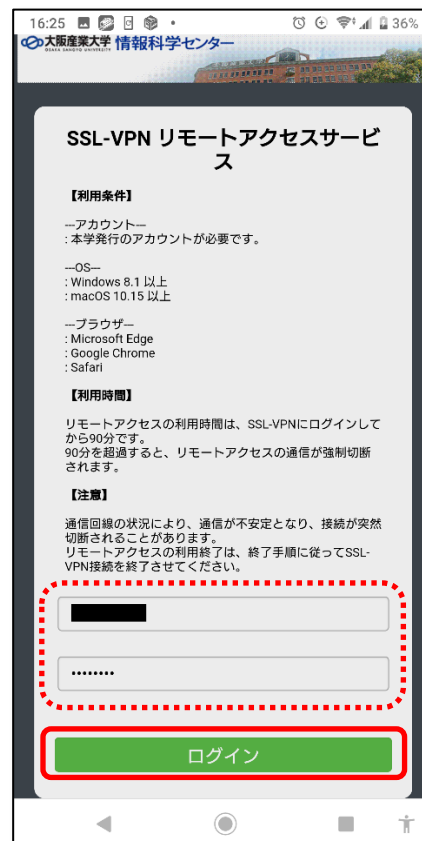 16:25
36%
大阪産業大学 情報科学センター
OSAKA SANGYO UNIVERSITY
SSL-VPN リモートアクセスサービ
ス
【利用条件】
---アカウント---
: 本学発行のアカウントが必要です。
---OS---
: Windows 8.1 以上
: macOS 10.15 以上
---ブラウザ---
: Microsoft Edge
: Google Chrome
: Safari
【利用時間】
リモートアクセスの利用時間は、SSL-VPNにログインして
から90分です。
90分を超過すると、リモートアクセスの通信が強制切断
されます。
【注意】
通信回線の状況により、通信が不安定となり、接続が突然
切断されることがあります。
リモートアクセスの利用終了は、終了手順に従ってSSL-
VPN接続を終了させてください。
........
ログイン